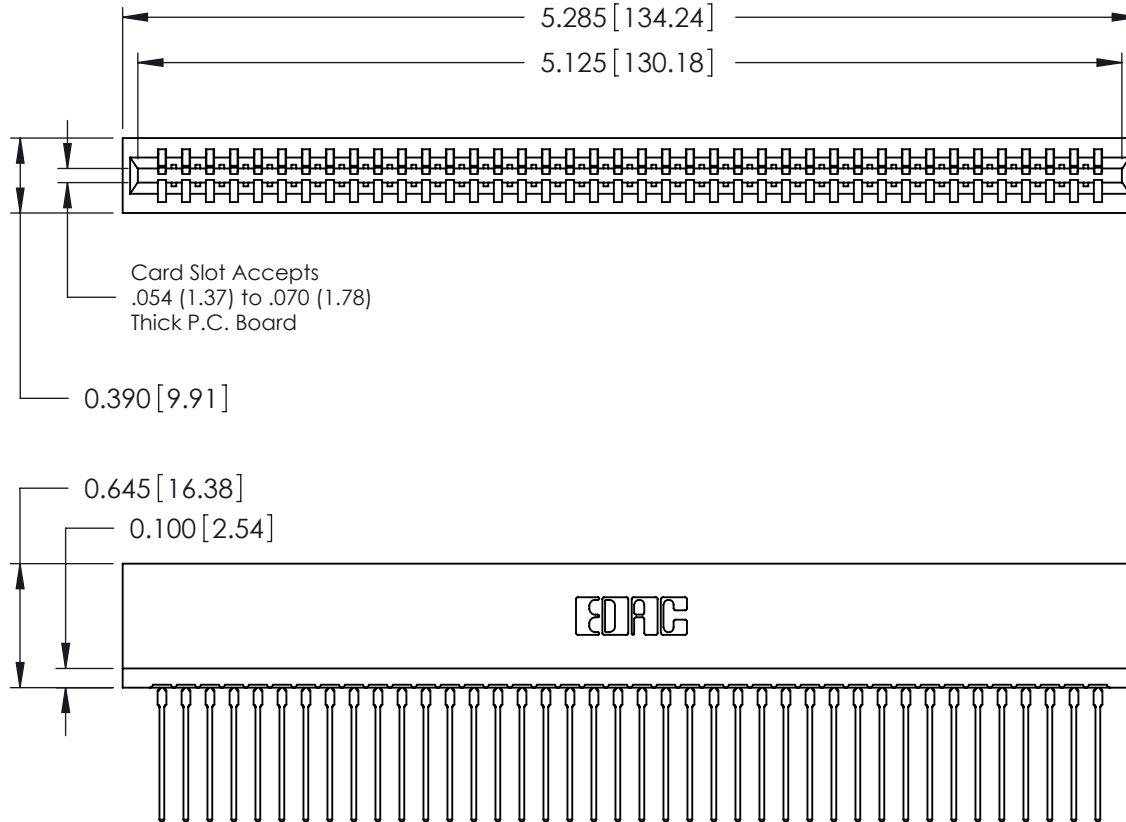 5.285 [134.24]
5.125 [130.18]
Card Slot Accepts
.054 (1.37) to .070 (1.78)
Thick P.C. Board
0.390 [9.91]
0.645 [16.38]
0.100 [2.54]
EDAC